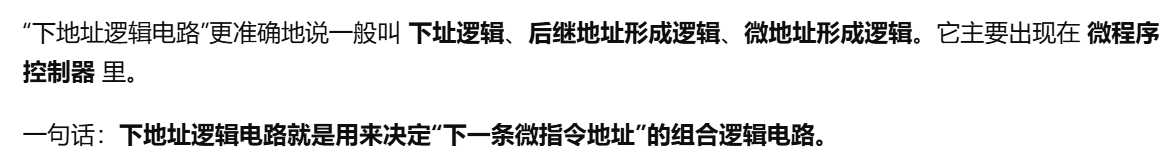 “下地址逻辑电路”更准确地说一般叫 下址逻辑、后继地址形成逻辑、微地址形成逻辑。它主要出现在 微程序
控制器 里。
一句话：下地址逻辑电路就是用来决定“下一条微指令地址”的组合逻辑电路。